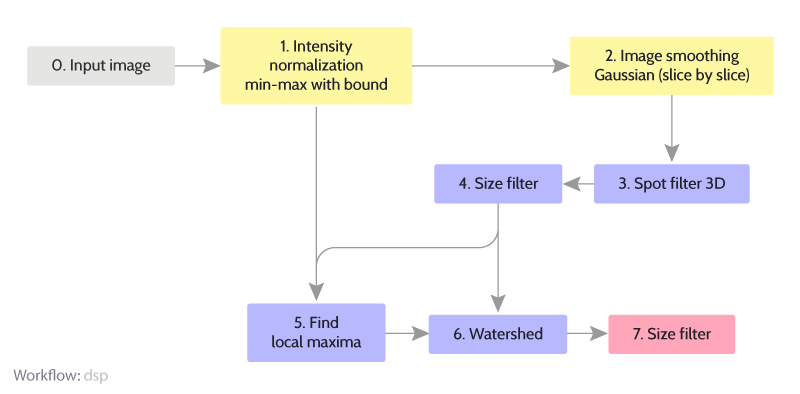 0. Input image
1. Intensity
normalization
min-max with bound
2. Image smoothing
Gaussian (slice by slice)
3. Spot filter 3D
4. Size filter
5. Find
local maxima
6. Watershed
7. Size filter
Workflow: dsp